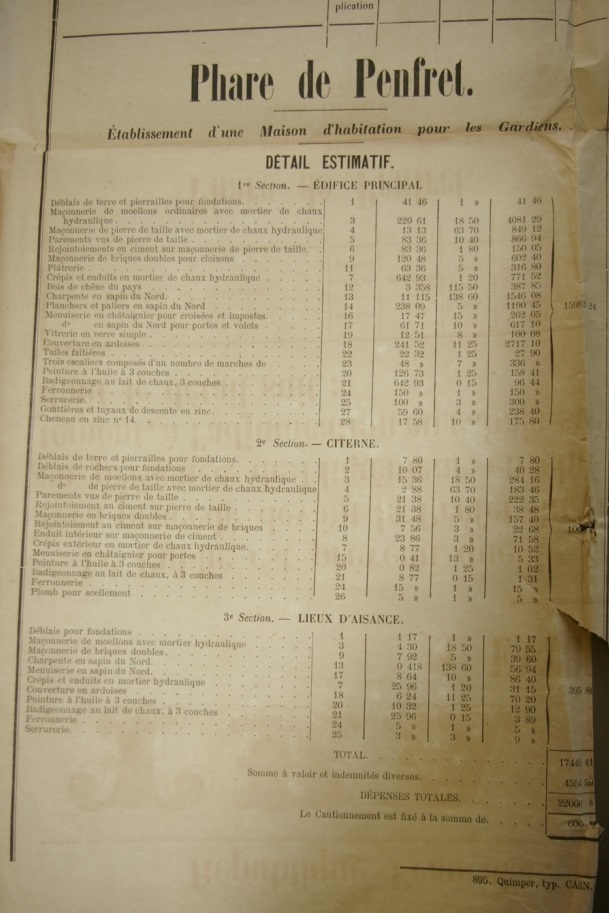 plication
Phare de Penfret.
Établissement d'une Maison d'habitation pour les Gardiens.
DÉTAIL ESTIMATIF.
1re Section. — ÉDIFICE PRINCIPAL
Déblais de terre et pierrailles pour fondations. 1 41 46 1 » 41 46
Maçonnerie de moellons ordinaires avec mortier de chaux
hydraulique. 3 220 61 18 50 4081 29
Maçonnerie de pierre de taille avec mortier de chaux hydraulique 4 13 13 63 70 849 12
Parements vus de pierre de taille. 5 83 36 10 40 866 94
Rejointoiements en ciment sur maçonnerie de pierre de taille. 6 83 36 1 80 150 05
Maçonnerie de briques doubles pour cloisons 9 120 48 5 » 602 40
Plâtrerie 11 63 36 5 » 316 80
Crépis et enduits en mortier de chaux hydraulique 7 642 93 1 20 771 52
Bois de chêne du pays 12 3 358 115 50 387 85
Charpente en sapin du Nord. 13 11 115 138 60 1546 08
Planchers et paliers en sapin du Nord 14 238 09 5 » 1190 45 15983 24
Menuiserie en châtaignier pour croisées et impostes. 16 17 47 15 » 262 05
do en sapin du Nord pour portes et volets 17 61 71 10 » 617 10
Vitrerie en verre simple 19 12 51 8 » 100 08
Couverture en ardoises 18 241 52 11 25 2717 10
Tuiles faîtières 22 22 32 1 25 27 90
Trois escaliers composés d'un nombre de marches de 23 48 » 7 » 336 »
Peinture à l'huile à 3 couches 20 126 73 1 25 158 41
Badigeonnage au lait de chaux, 3 couches 21 642 93 0 15 96 44
Ferronnerie 24 150 » 1 » 150 »
Serrurerie. 25 100 » 3 » 300 »
Gouttières et tuyaux de descente en zinc. 27 59 60 4 » 238 40
Cheneau en zinc no 14. 28 17 58 10 » 175 80
2e Section. — CITERNE.
Déblais de terre et pierrailles pour fondations. 1 7 80 1 » 7 80
Déblais de rochers pour fondations 2 10 07 4 » 40 28
Maçonnerie de moellons avec mortier de chaux hydraulique 3 15 36 18 50 284 16
do de pierre de taille avec mortier de chaux hydraulique 4 2 88 63 70 183 46
Parements vus de pierre de taille 5 21 38 10 40 222 35
Rejointoiement au ciment sur pierre de taille 6 21 38 1 80 38 48
Maçonnerie de briques doubles 9 31 48 5 » 157 40
Rejointoiement au ciment sur maçonnerie de briques 10 7 56 3 » 22 68
Enduit intérieur sur maçonnerie de ciment 8 23 86 3 » 71 58
Crépis extérieur en mortier de chaux hydraulique. 7 8 77 1 20 10 52
Menuiserie en châtaignier pour portes 15 0 41 13 » 5 33
Peinture à l'huile à 3 couches 20 0 82 1 25 1 02
Badigeonnage au lait de chaux, à 3 couches 21 8 77 0 15 1 31
Ferronnerie 24 15 » 1 » 15 »
Plomb pour scellement 26 5 » 1 » 5 »
3e Section. — LIEUX D'AISANCE.
Déblais pour fondations 1 1 17 1 » 1 17
Maçonnerie de moellons avec mortier hydraulique 3 4 30 18 50 79 55
Maçonnerie de briques doubles. 9 7 92 5 » 39 60
Charpente en sapin du Nord. 13 0 418 138 60 56 94
Menuiserie en sapin du Nord. 17 8 64 10 » 86 40
Crépis et enduits en mortier hydraulique 7 25 96 1 20 31 15
Couverture en ardoises 18 6 24 11 25 70 20
Peinture à l'huile à 3 couches 20 10 32 1 25 12 90
Badigeonnage au lait de chaux, à 3 couches 21 25 96 0 15 3 89
Ferronnerie 24 5 » 1 » 5 »
Serrurerie. 25 3 » 3 » 9 »
TOTAL.
Somme à valoir et indemnités diverses.
DÉPENSES TOTALES.
Le Cautionnement est fixé à la somme de. 600 »
895. Quimper, typ. CAEN.